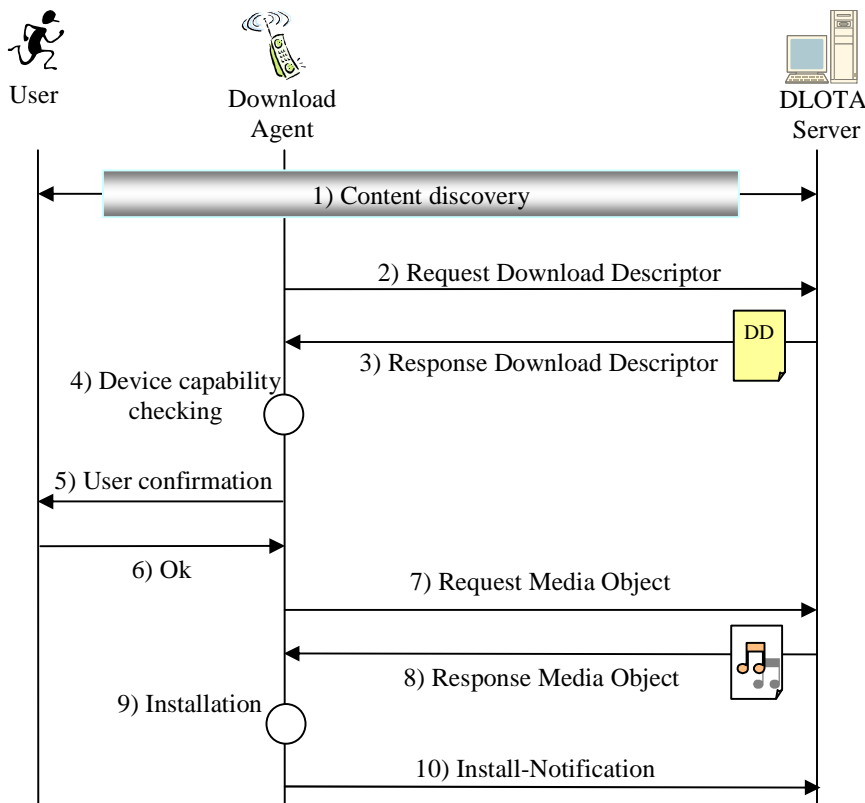 User
Download
Agent
DLOTA
Server
1) Content discovery
2) Request Download Descriptor
DD
3) Response Download Descriptor
4) Device capability
checking
5) User confirmation
6) Ok
7) Request Media Object
8) Response Media Object
9) Installation
10) Install-Notification